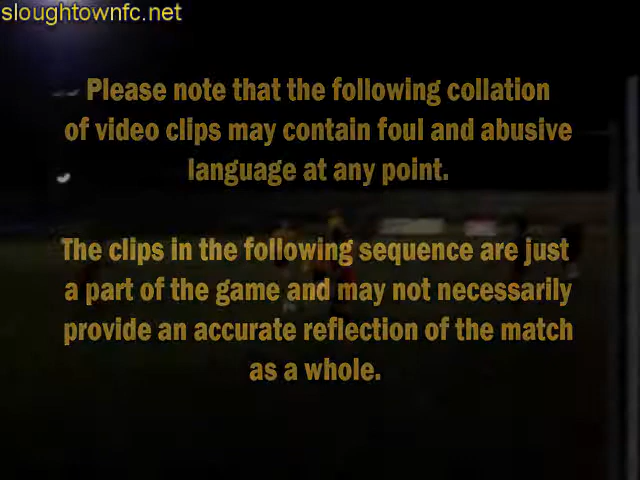 sloughtownfc.net
Please note that the following collation
of video clips may contain foul and abusive
language at any point.
The clips in the following sequence are just
a part of the game and may not necessarily
provide an accurate reflection of the match
as a whole.